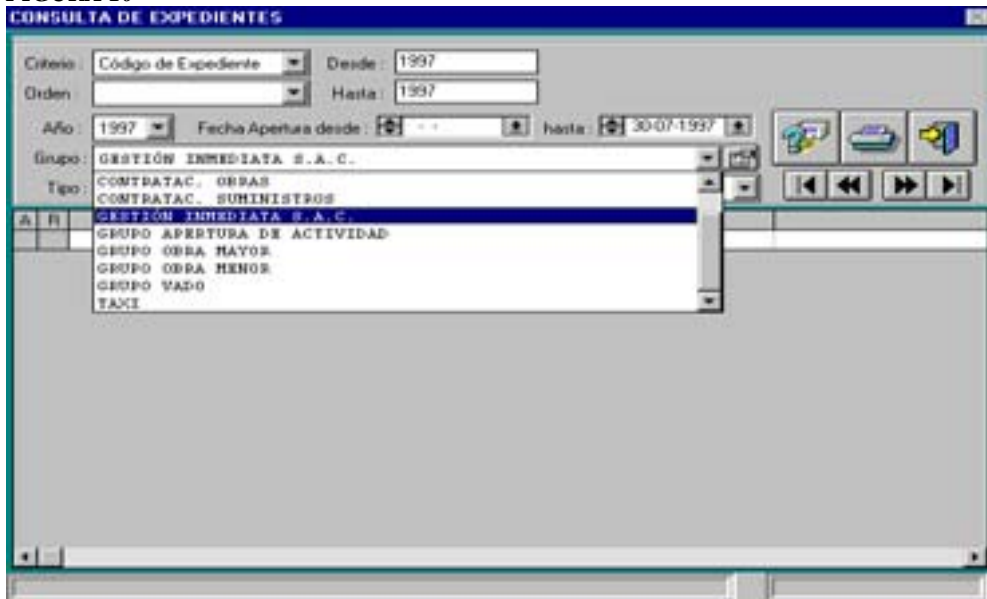 CONSULTA DE EXPEDIENTES
Criterio : Código de Expediente Desde : 1997
Orden : Hasta : 1997
Año : 1997 Fecha Apertura desde : - - hasta : 30-07-1997
Grupo : GESTIÓN INMEDIATA S.A.C.
Tipo :
CONTRATAC. OBRAS
CONTRATAC. SUMINISTROS
GESTIÓN INMEDIATA S.A.C.
GRUPO APERTURA DE ACTIVIDAD
GRUPO OBRA MAYOR
GRUPO OBRA MENOR
GRUPO VADO
TAXI
A R